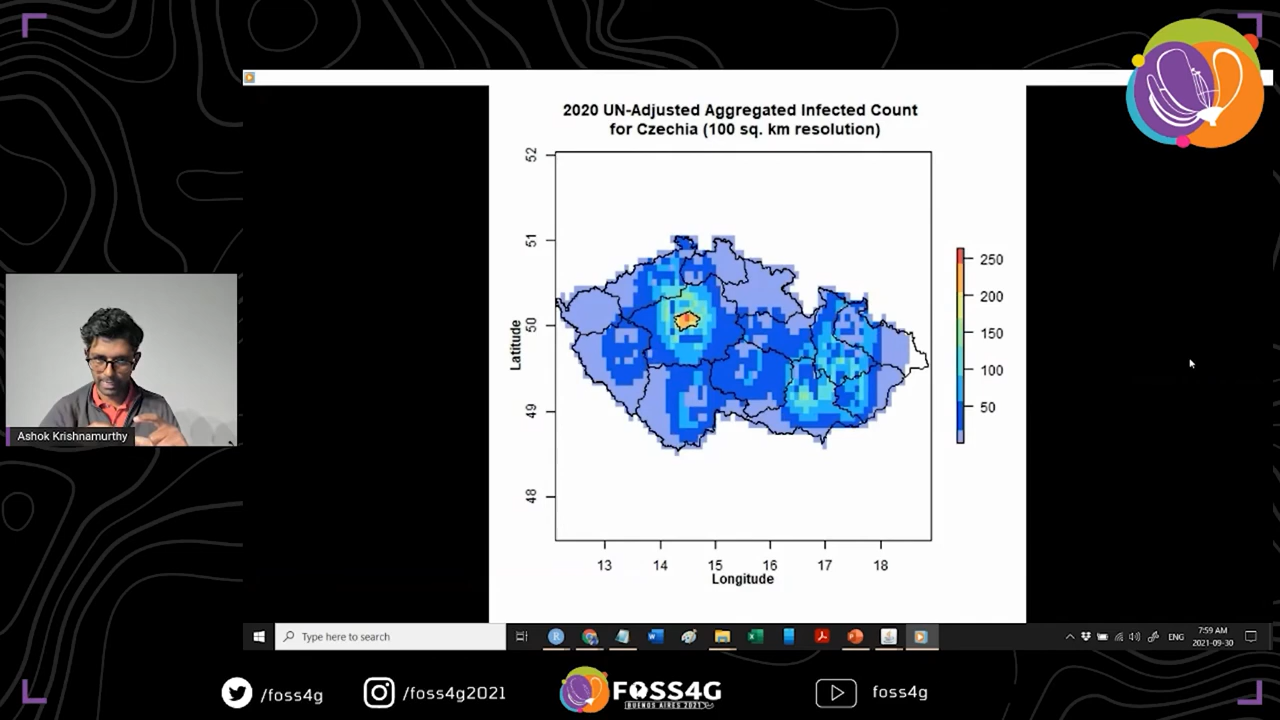 2020 UN-Adjusted Aggregated Infected Count
for Czechia (100 sq. km resolution)
52
51
50
49
48
Latitude
13 14 15 16 17 18
Longitude
250
200
150
100
50
Ashok Krishnamurthy
Type here to search
ENG
7:59 AM
2021-09-30
/foss4g
/foss4g2021
FOSS4G
BUENOS AIRES 2021
foss4g